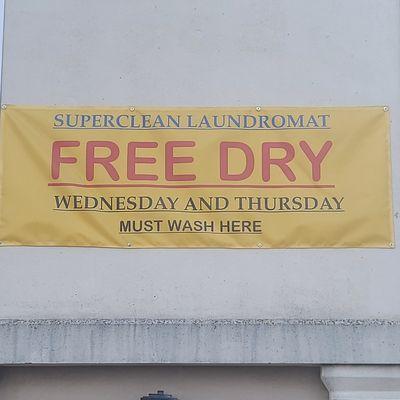 SUPERCLEAN LAUNDROMAT
FREE DRY
WEDNESDAY AND THURSDAY
MUST WASH HERE